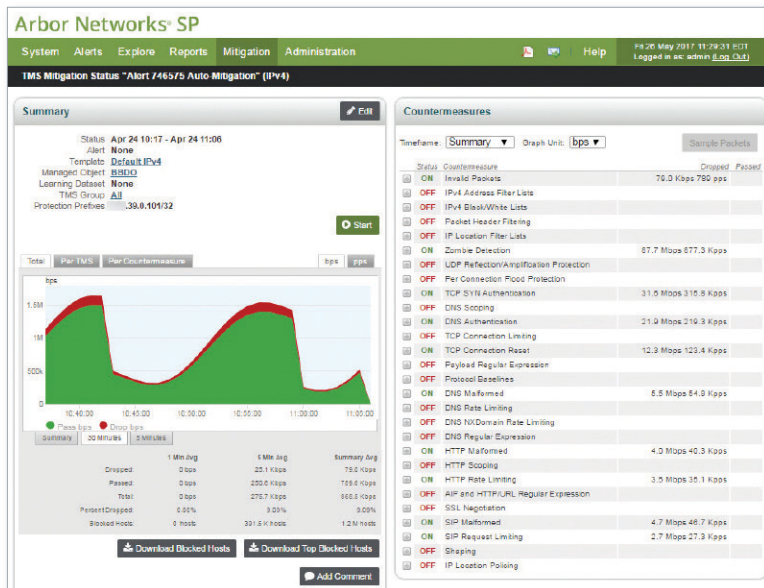 Arbor Networks® SP
System Alerts Explore Reports Mitigation Administration Help
Fri 26 May 2017 11:29:31 EDT
Logged in as: admin (Log Out)
TMS Mitigation Status "Alert 746575 Auto-Mitigation" (IPv4)
Summary
Edit
Status Apr 24 10:17 - Apr 24 11:06
Alert None
Template Default IPv4
Managed Object BBDO
Learning Dataset None
TMS Group All
Protection Prefixes .39.0.101/32
Start
Total Per TMS Per Countermeasure bps pps
bps
1.5M
1M
500k
0
10:40:00 10:45:00 10:50:00 10:55:00 11:00:00 11:05:00
Pass bps Drop bps
Summary 30 Minutes 5 Minutes
1 Min Avg 5 Min Avg Summary Avg
Dropped: 0 bps 25.1 Kbps 79.0 Kbps
Passed: 0 bps 250.6 Kbps
Total: 0 bps 275.7 Kbps
Percent Dropped: 0.00% 9.09% 9.09%
Blocked Hosts: 0 hosts 391.5 K hosts 1.2 M hosts
Download Blocked Hosts
Download Top Blocked Hosts
Add Comment
Countermeasures
Timeframe: Summary Graph Unit: bps Sample Packets
Status Countermeasure Dropped Passed
ON Invalid Packets 79.0 Kbps 789 pps
OFF IPv4 Address Filter Lists
OFF IPv4 Black/White Lists
OFF Packet Header Filtering
OFF IP Location Filter Lists
ON Zombie Detection 67.7 Mbps 677.3 Kpps
OFF UDP Reflection/Amplification Protection
OFF Per Connection Flood Protection
ON TCP SYN Authentication 31.6 Mbps 315.8 Kpps
OFF DNS Scoping
ON DNS Authentication 21.9 Mbps 219.3 Kpps
OFF TCP Connection Limiting
ON TCP Connection Reset 12.3 Mbps 123.4 Kpps
OFF Payload Regular Expression
OFF Protocol Baselines
ON DNS Malformed 5.5 Mbps 54.9 Kpps
OFF DNS Rate Limiting
OFF DNS NXDomain Rate Limiting
OFF DNS Regular Expression
ON HTTP Malformed 4.0 Mbps 40.3 Kpps
OFF HTTP Scoping
ON HTTP Rate Limiting 3.5 Mbps 35.1 Kpps
OFF AIF and HTTP/URL Regular Expression
OFF SSL Negotiation
ON SIP Malformed 4.7 Mbps 46.7 Kpps
ON SIP Request Limiting 2.7 Mbps 27.3 Kpps
OFF Shaping
OFF IP Location Policing